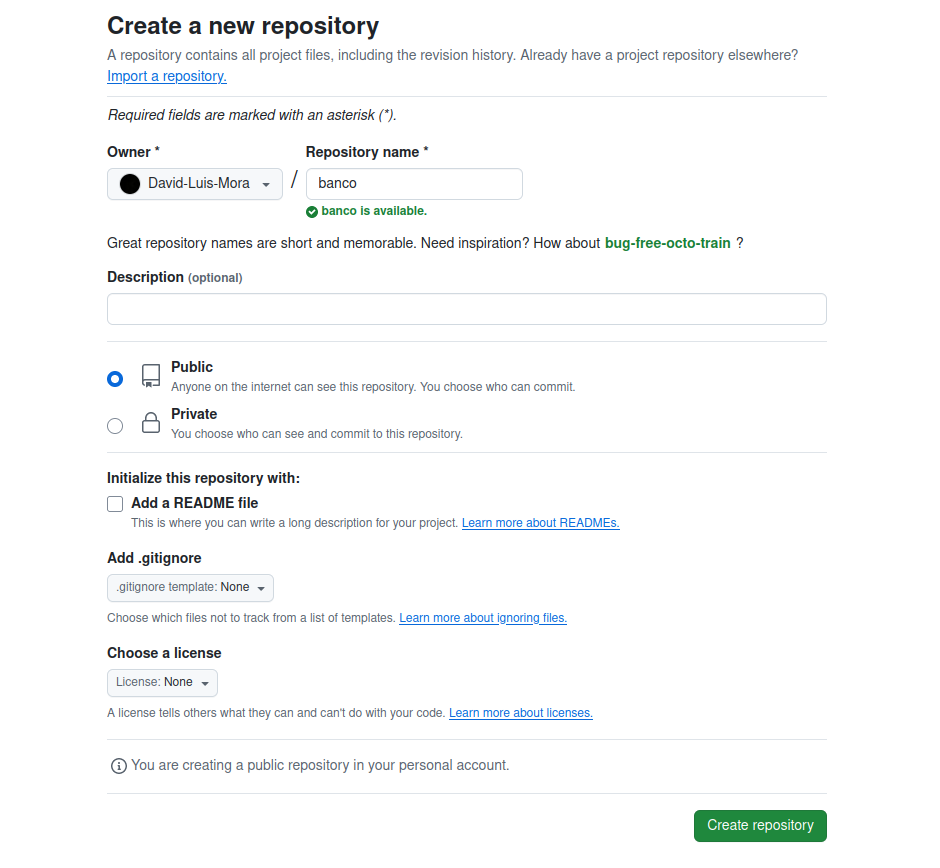 Create a new repository
A repository contains all project files, including the revision history. Already have a project repository elsewhere?
Import a repository.
Required fields are marked with an asterisk (*).
Owner * Repository name *
David-Luis-Mora / banco
banco is available.
Great repository names are short and memorable. Need inspiration? How about bug-free-octo-train ?
Description (optional)
Public
Anyone on the internet can see this repository. You choose who can commit.
Private
You choose who can see and commit to this repository.
Initialize this repository with:
Add a README file
This is where you can write a long description for your project. Learn more about READMEs.
Add .gitignore
.gitignore template: None
Choose which files not to track from a list of templates. Learn more about ignoring files.
Choose a license
License: None
A license tells others what they can and can't do with your code. Learn more about licenses.
You are creating a public repository in your personal account.
Create repository